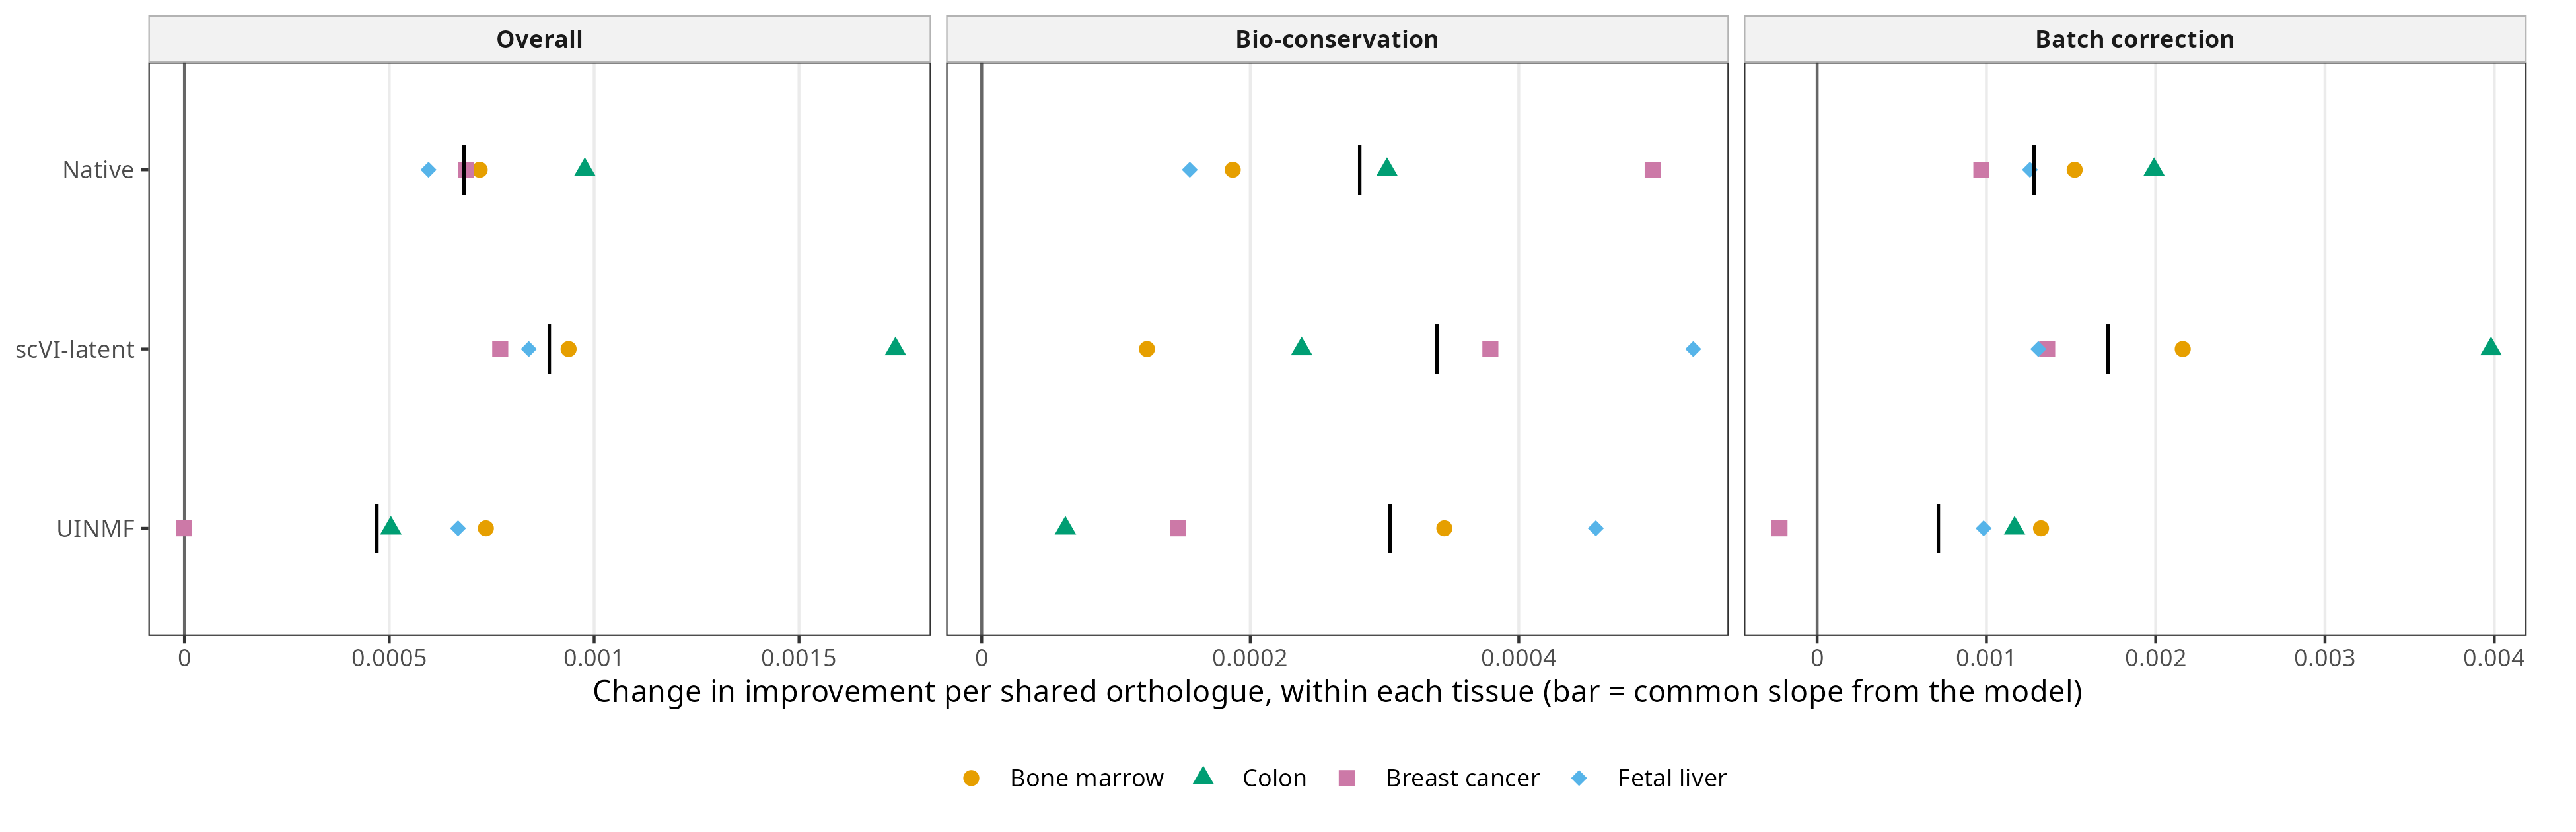 Overall
Bio-conservation
Batch correction
Native
scVI-latent
UINMF
0 0.0005 0.001 0.0015
0 0.0002 0.0004
0 0.001 0.002 0.003 0.004
Change in improvement per shared orthologue, within each tissue (bar = common slope from the model)
Bone marrow Colon Breast cancer Fetal liver